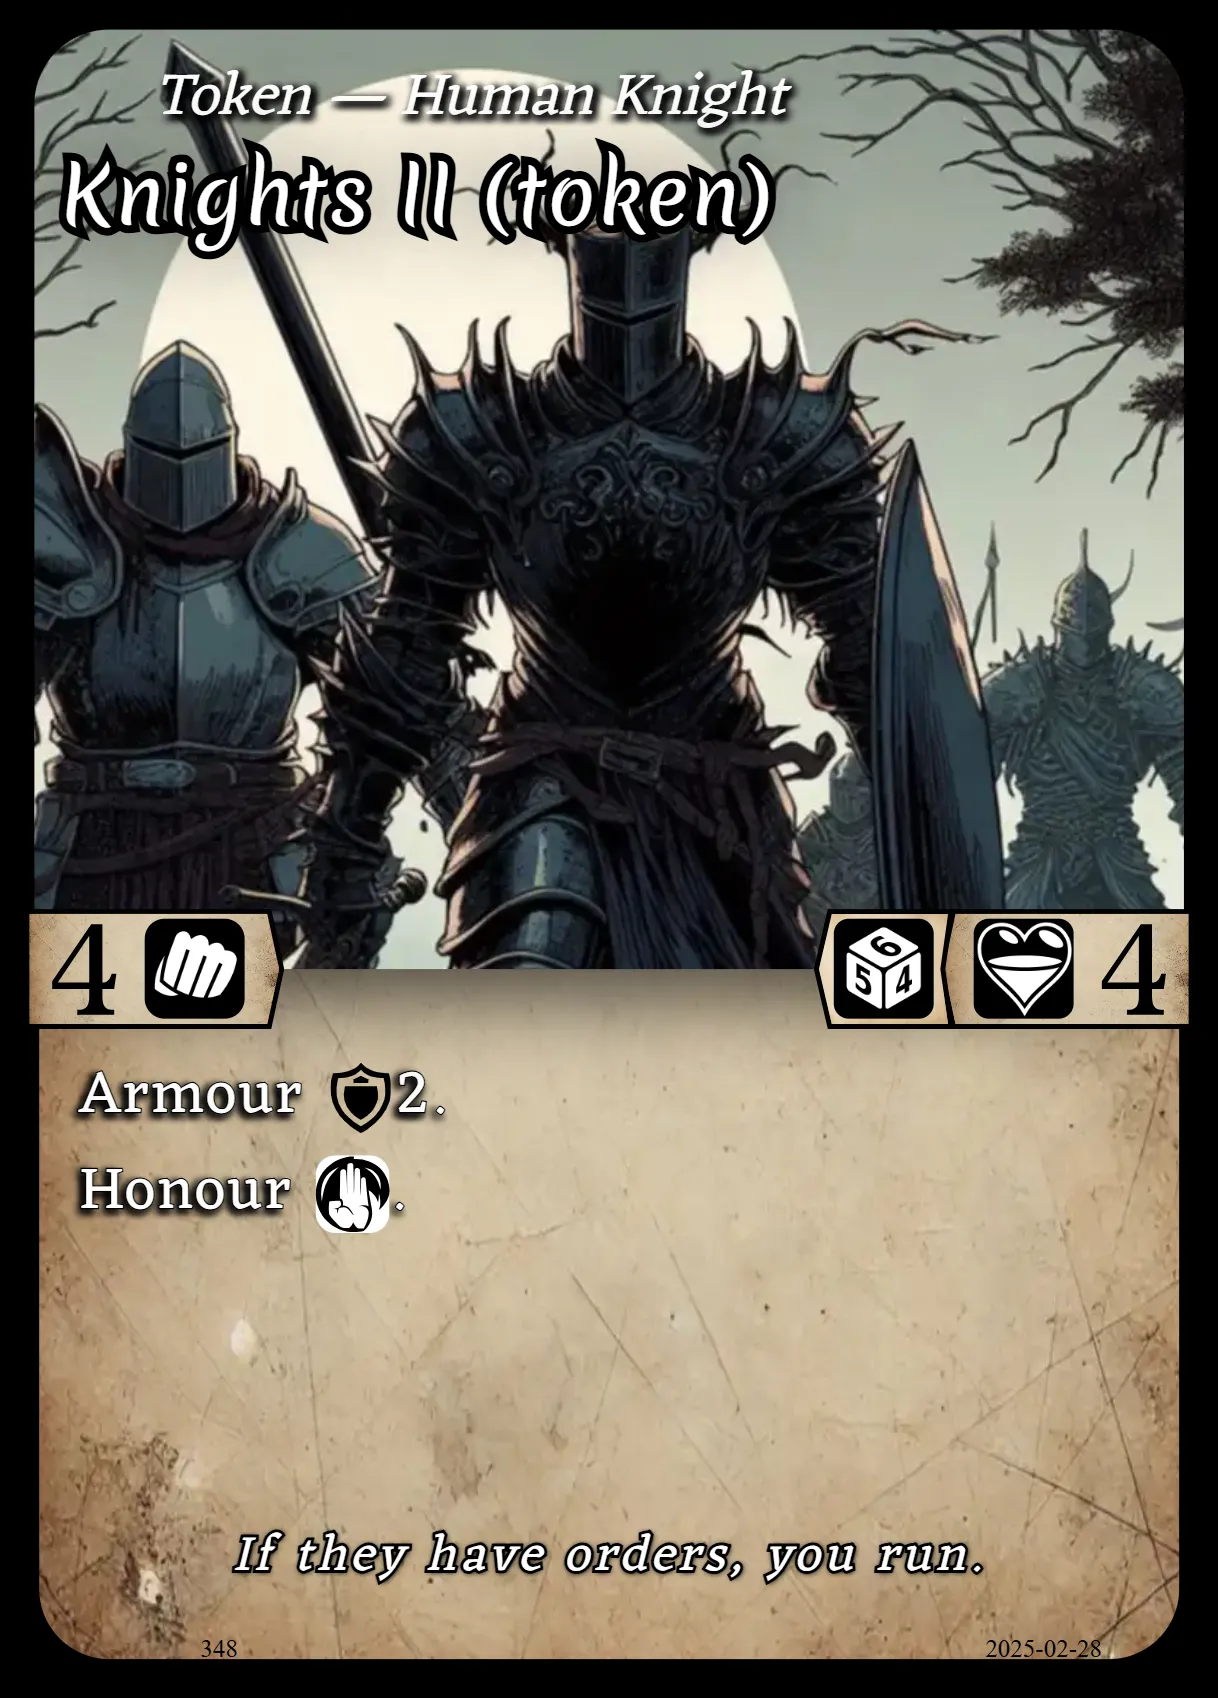 Token — Human Knight
Knights II (token)
4
6
5 4
4
Armour 2.
Honour .
If they have orders, you run.
348
2025-02-28